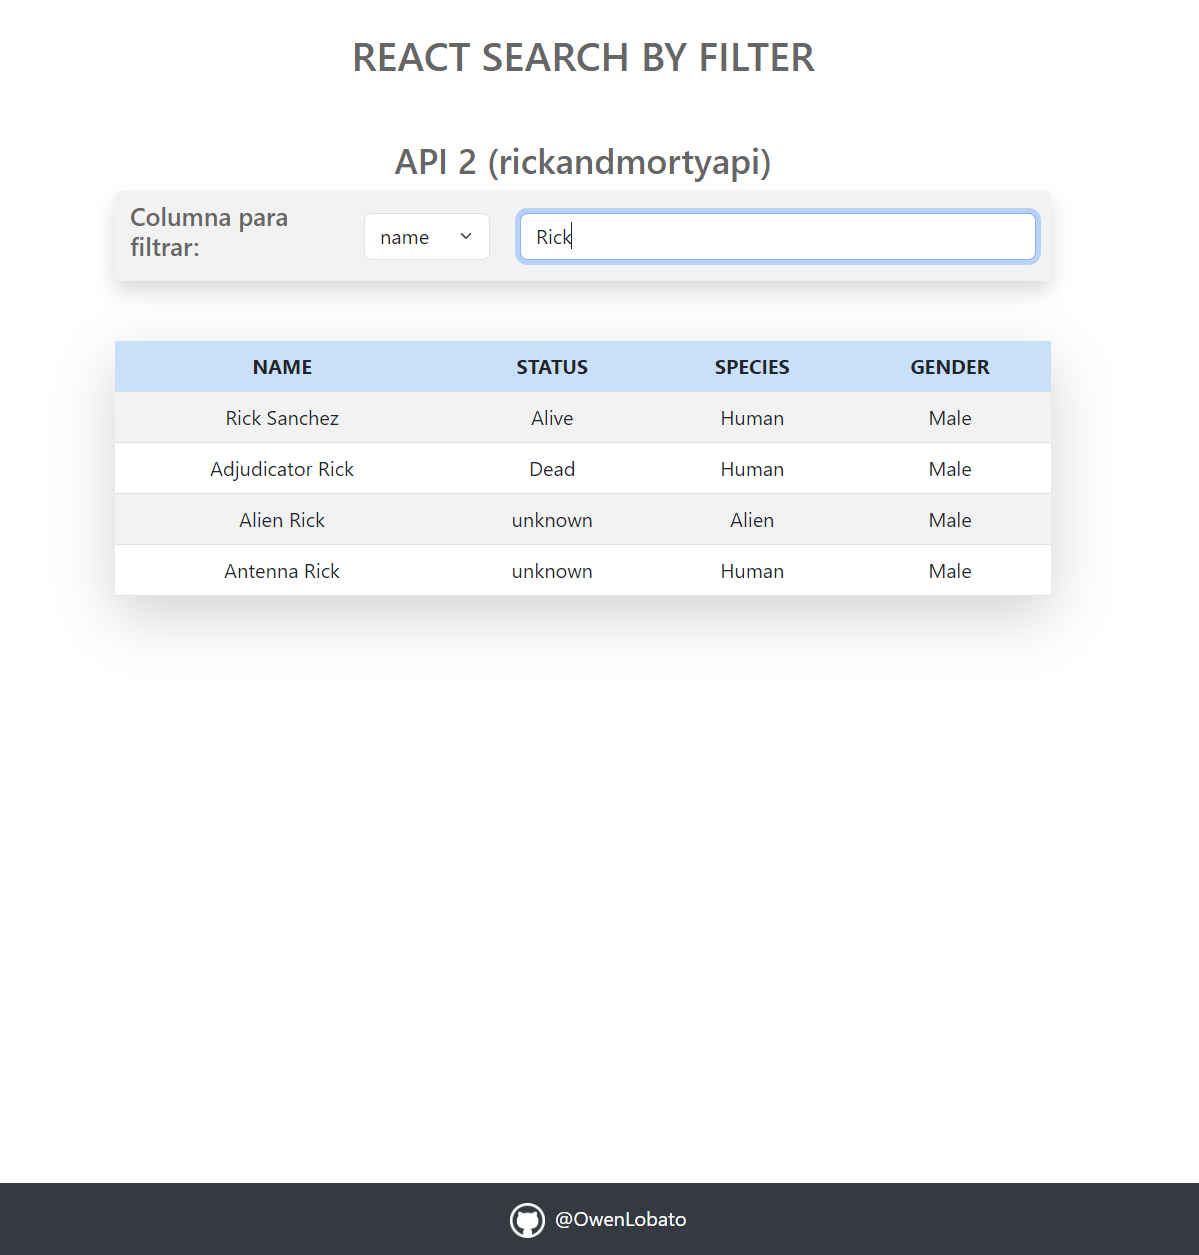 REACT SEARCH BY FILTER
API 2 (rickandmortyapi)
Columna para
filtrar:
name
Rick
NAME STATUS SPECIES GENDER
Rick Sanchez Alive Human Male
Adjudicator Rick Dead Human Male
Alien Rick unknown Alien Male
Antenna Rick unknown Human Male
@OwenLobato